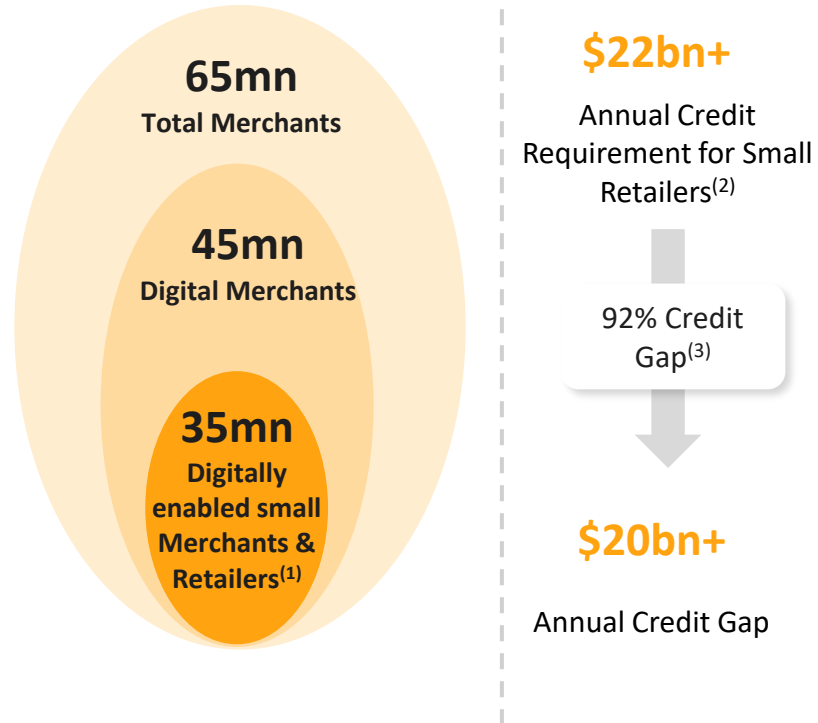 65mn
Total Merchants
45mn
Digital Merchants
35mn
Digitally
enabled small
Merchants &
Retailers(1)
$22bn+
Annual Credit
Requirement for Small
Retailers(2)
92% Credit
Gap(3)
$20bn+
Annual Credit Gap